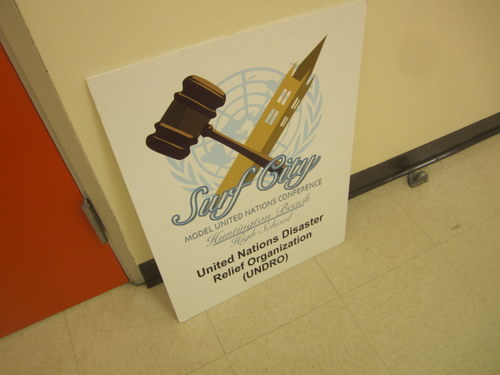 Surf City
MODEL UNITED NATIONS CONFERENCE
Huntington Beach
High School
United Nations Disaster
Relief Organization
(UNDRO)